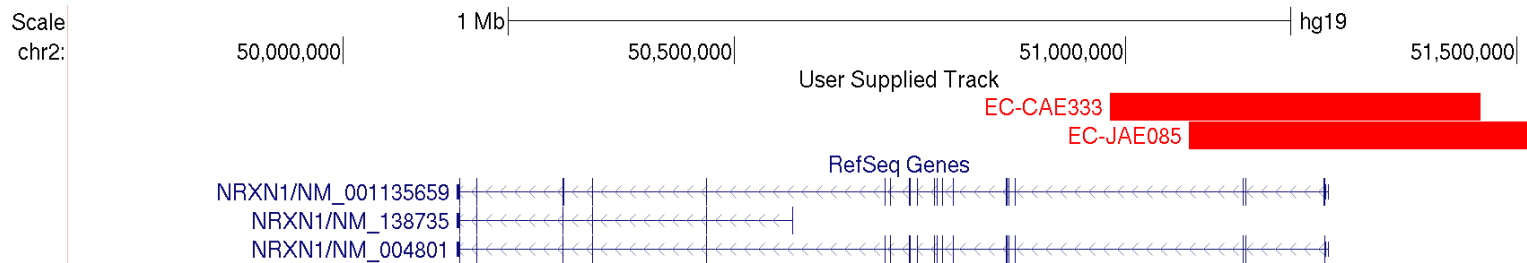 Scale 1 Mb hg19
chr2: 50,000,000 50,500,000 51,000,000 51,500,000
User Supplied Track
EC-CAE333
EC-JAE085
RefSeq Genes
NRXN1/NM_001135659
NRXN1/NM_138735
NRXN1/NM_004801